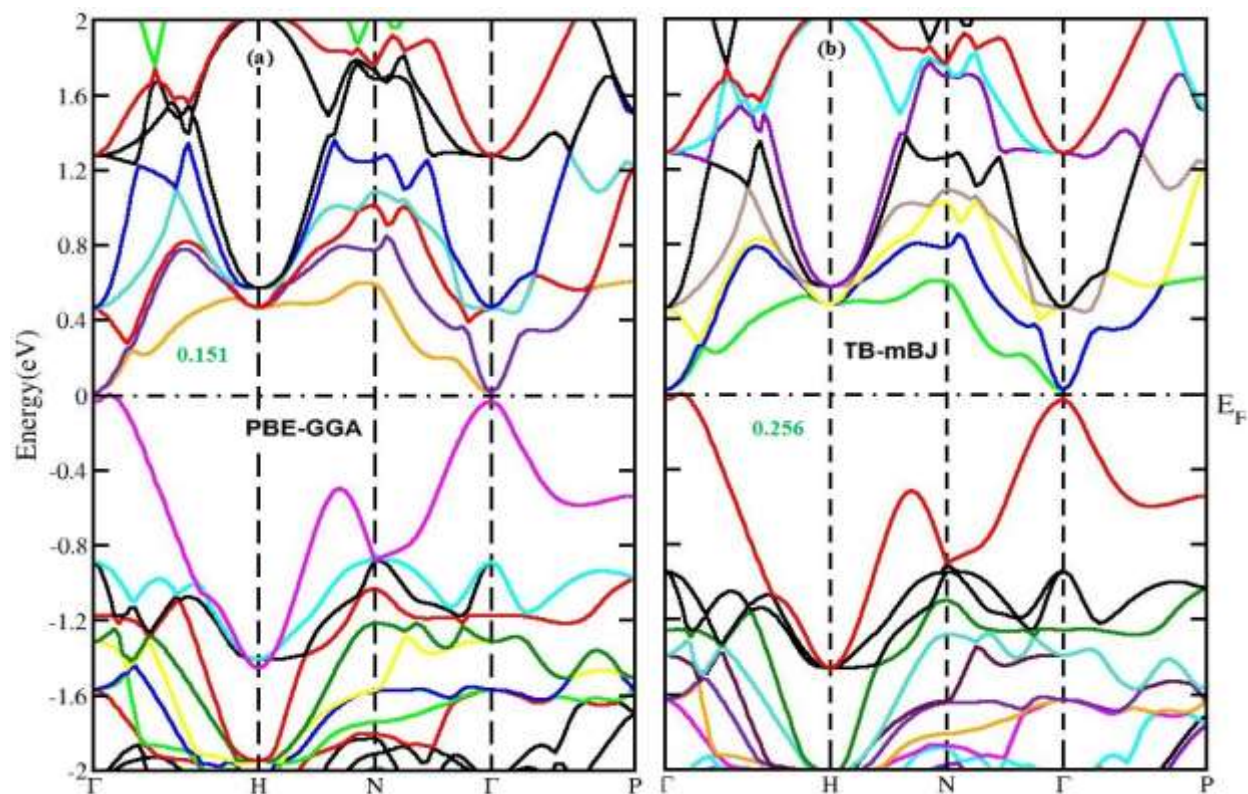 2
(a)
(b)
1.6
1.2
0.8
0.4
0.151
TB-mBJ
0
E_F
Energy(eV)
PBE-GGA
0.256
-0.4
-0.8
-1.2
-1.6
-2
Γ H N Γ P
Γ H N Γ P